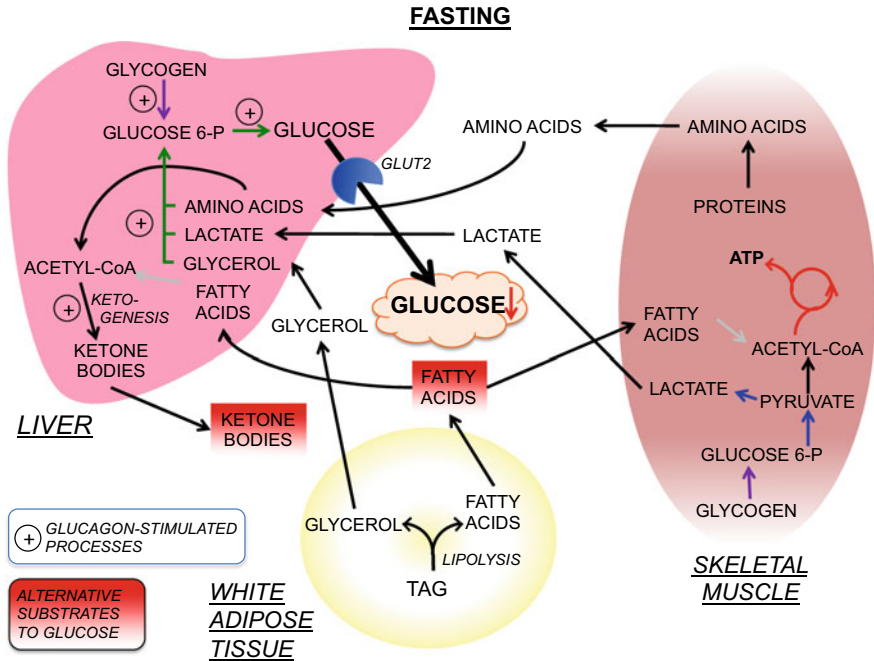 FASTING
GLYCOGEN
+
GLUCOSE 6-P
+
GLUCOSE
GLUT2
AMINO ACIDS
LACTATE
GLYCEROL
+
FATTY
ACIDS
ACETYL-CoA
+
KETO-
GENESIS
KETONE
BODIES
LIVER
KETONE
BODIES
AMINO ACIDS
LACTATE
GLYCEROL
GLUCOSE
FATTY
ACIDS
AMINO ACIDS
PROTEINS
ATP
FATTY
ACIDS
ACETYL-CoA
LACTATE
PYRUVATE
GLUCOSE 6-P
GLYCOGEN
SKELETAL
MUSCLE
GLYCEROL
FATTY
ACIDS
LIPOLYSIS
TAG
WHITE
ADIPOSE
TISSUE
+ GLUCAGON-STIMULATED
PROCESSES
ALTERNATIVE
SUBSTRATES
TO GLUCOSE